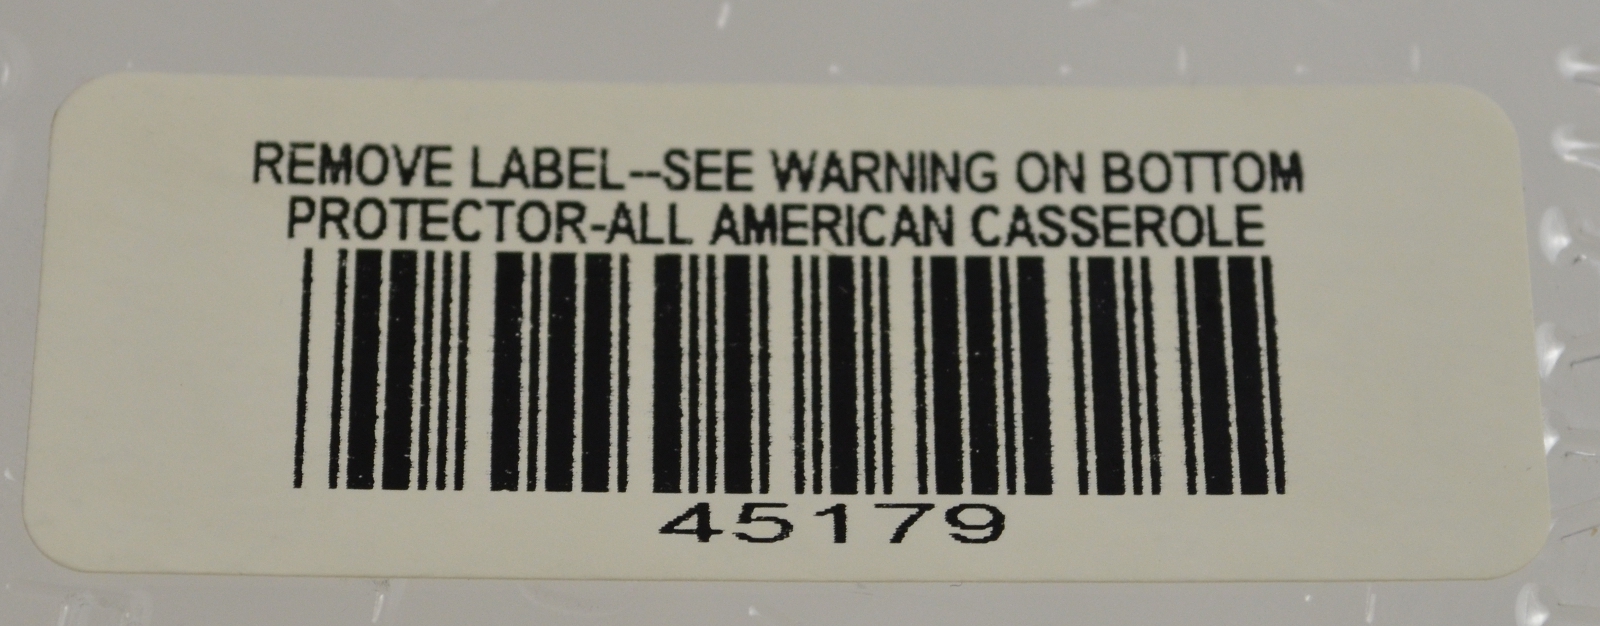 REMOVE LABEL--SEE WARNING ON BOTTOM
PROTECTOR-ALL AMERICAN CASSEROLE
45179